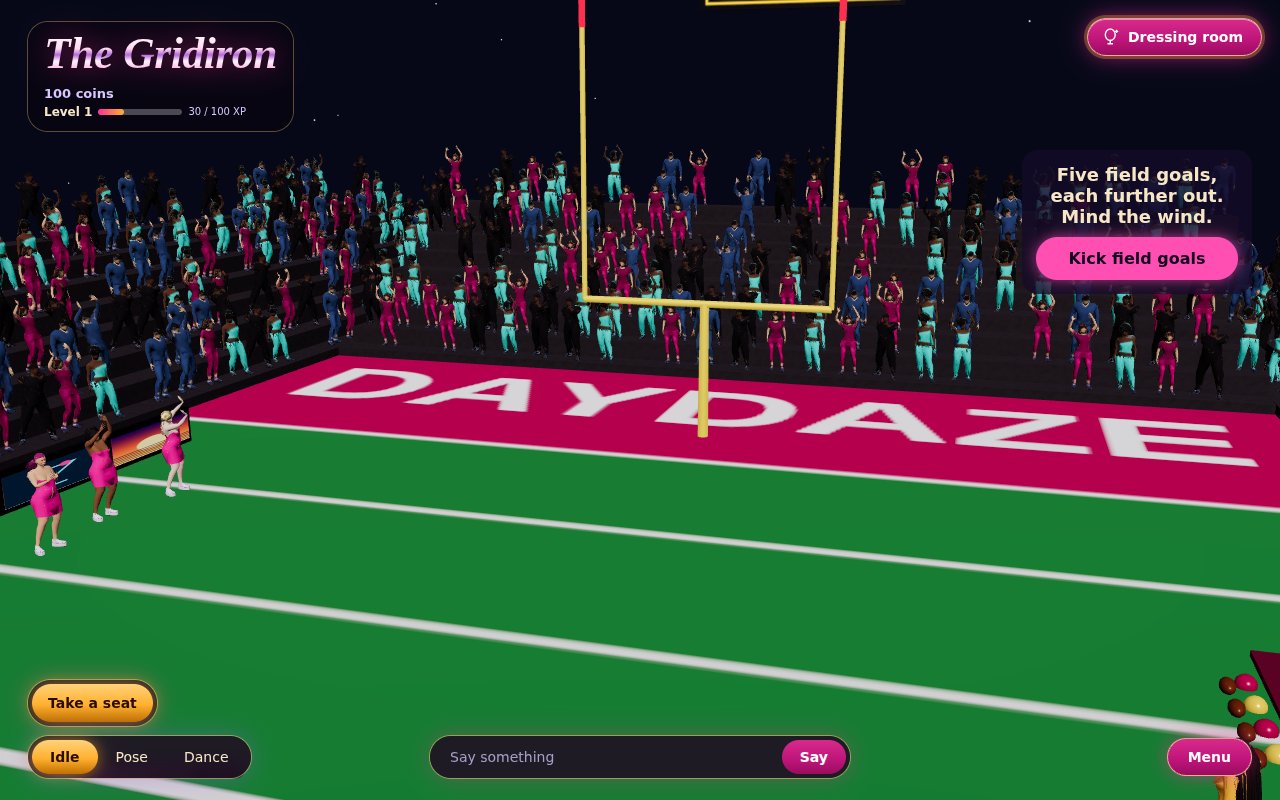 The Gridiron
100 coins
Level 1 30 / 100 XP
Dressing room
Five field goals,
each further out.
Mind the wind.
Kick field goals
DAYDAZE
Take a seat
Idle Pose Dance
Say something Say
Menu